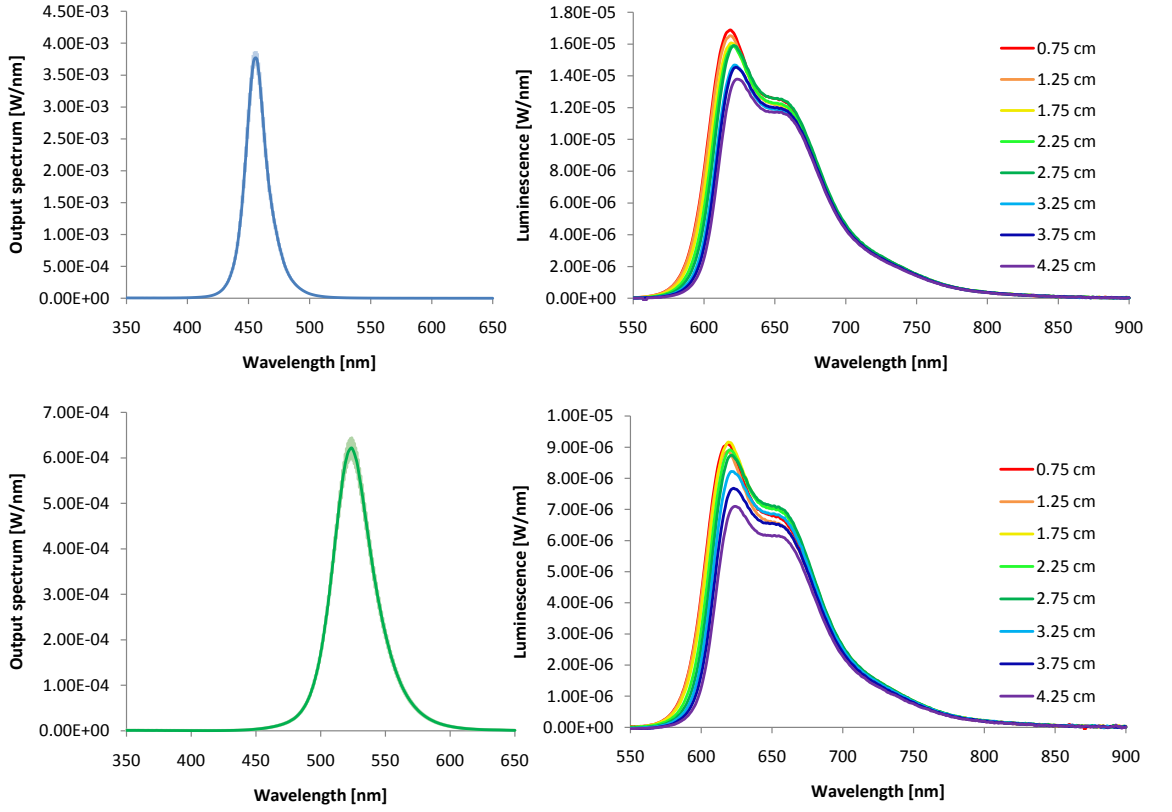 Output spectrum [W/nm]
4.50E-03
4.00E-03
3.50E-03
3.00E-03
2.50E-03
2.00E-03
1.50E-03
1.00E-03
5.00E-04
0.00E+00
350 400 450 500 550 600 650
Wavelength [nm]
Luminescence [W/nm]
1.80E-05
1.60E-05
1.40E-05
1.20E-05
1.00E-05
8.00E-06
6.00E-06
4.00E-06
2.00E-06
0.00E+00
550 600 650 700 750 800 850 900
Wavelength [nm]
0.75 cm
1.25 cm
1.75 cm
2.25 cm
2.75 cm
3.25 cm
3.75 cm
4.25 cm
Output spectrum [W/nm]
7.00E-04
6.00E-04
5.00E-04
4.00E-04
3.00E-04
2.00E-04
1.00E-04
0.00E+00
350 400 450 500 550 600 650
Wavelength [nm]
Luminescence [W/nm]
1.00E-05
9.00E-06
8.00E-06
7.00E-06
6.00E-06
5.00E-06
4.00E-06
3.00E-06
2.00E-06
1.00E-06
0.00E+00
550 600 650 700 750 800 850 900
Wavelength [nm]
0.75 cm
1.25 cm
1.75 cm
2.25 cm
2.75 cm
3.25 cm
3.75 cm
4.25 cm